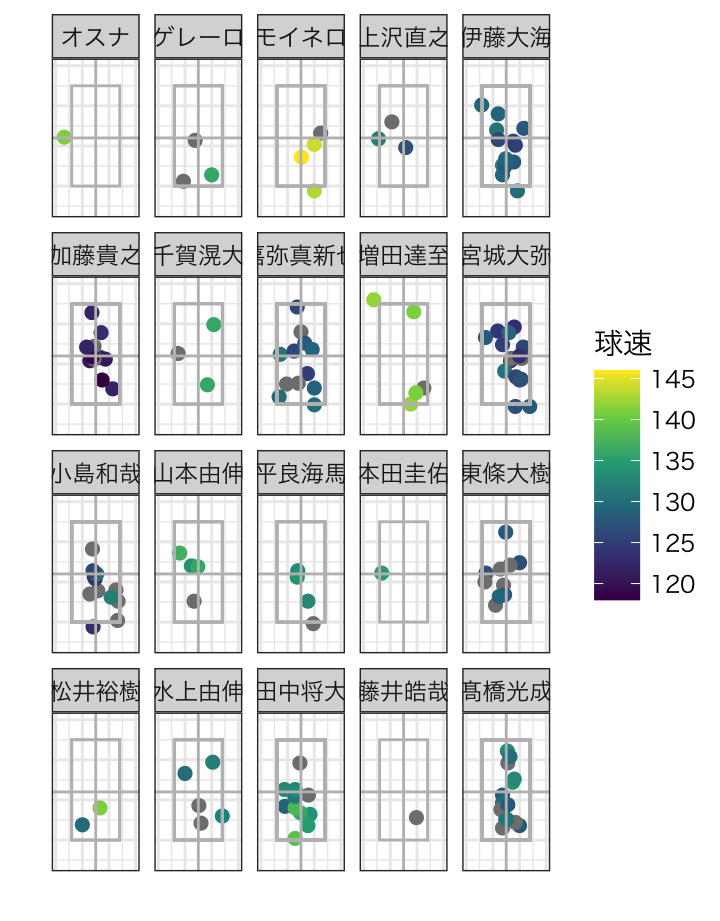 オスナ
ゲレーロ
モイネロ
上沢直之
伊藤大海
加藤貴之
千賀滉大
嘉弥真新也
増田達至
宮城大弥
小島和哉
山本由伸
平良海馬
本田圭佑
東條大樹
松井裕樹
水上由伸
田中将大
藤井皓哉
髙橋光成
球速
145
140
135
130
125
120